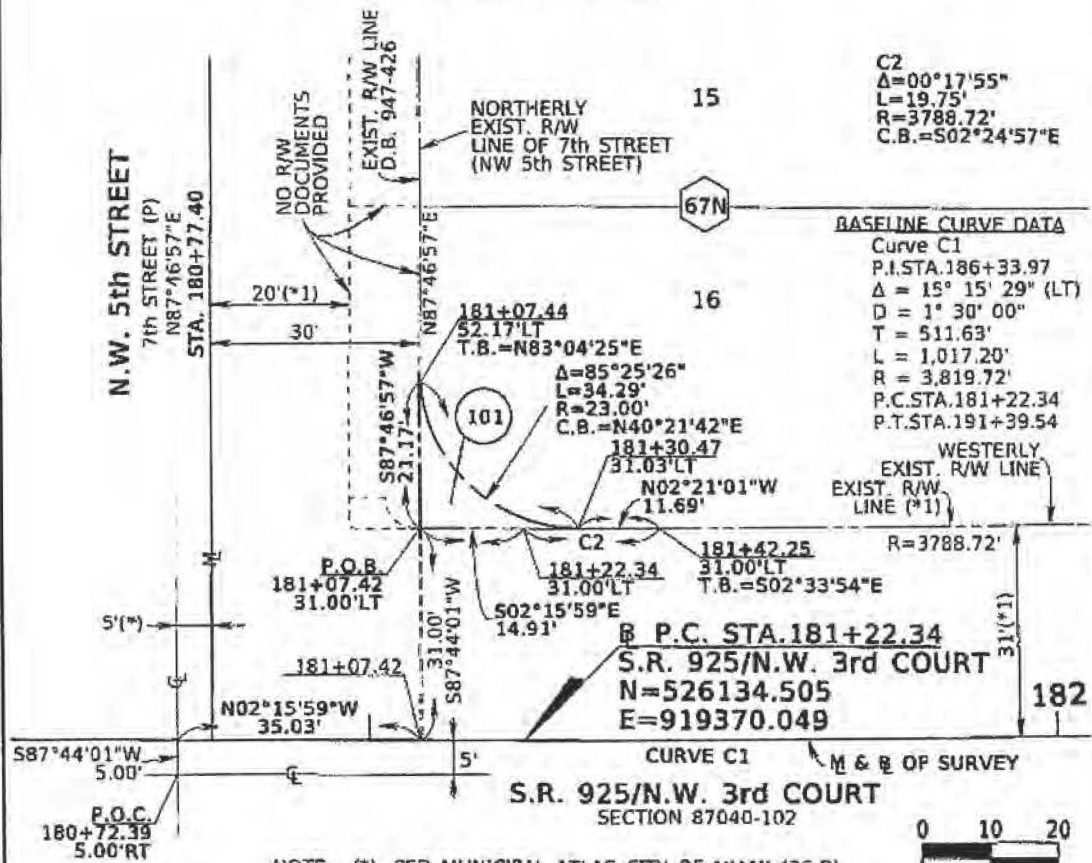 N.W. 5th STREET
7th STREET (P)
N87°46'57"E
STA. 180+77.40
NO R/W
DOCUMENTS
PROVIDED
EXIST. R/W LINE
D.B. 947-426
NORTHERLY
EXIST. R/W
LINE OF 7th STREET
(NW 5th STREET)
15
C2
Δ=00°17'55"
L=19.75'
R=3788.72'
C.B.=S02°24'57"E
67N
BASELINE CURVE DATA
Curve C1
P.I.STA.186+33.97
Δ = 15° 15' 29" (LT)
D = 1° 30' 00"
T = 511.63'
L = 1,017.20'
R = 3,819.72'
P.C.STA.181+22.34
P.T.STA.191+39.54
16
N87°46'57"E
20'(*1)
30'
181+07.44
52.17'LT
T.B.=N83°04'25"E
Δ=85°25'26"
L=34.29'
R=23.00'
C.B.=N40°21'42"E
101
S87°46'57"W
21.17'
181+30.47
31.03'LT
N02°21'01"W
11.69'
WESTERLY
EXIST. R/W LINE
EXIST. R/W
LINE (*1)
R=3788.72'
C2
P.O.B.
181+07.42
31.00'LT
181+22.34
31.00'LT
181+42.25
31.00'LT
T.B.=S02°33'54"E
S02°15'59"E
14.91'
ML
5'(*)
CL
31.00'
S87°44'01"W
181+07.42
N02°15'59"W
35.03'
BL P.C. STA.181+22.34
S.R. 925/N.W. 3rd COURT
N=526134.505
E=919370.049
31'(*1)
182
S87°44'01"W
5.00'
5'
CURVE C1
ML & BL OF SURVEY
CL
P.O.C.
180+72.39
5.00'RT
S.R. 925/N.W. 3rd COURT
SECTION 87040-102
0 10 20